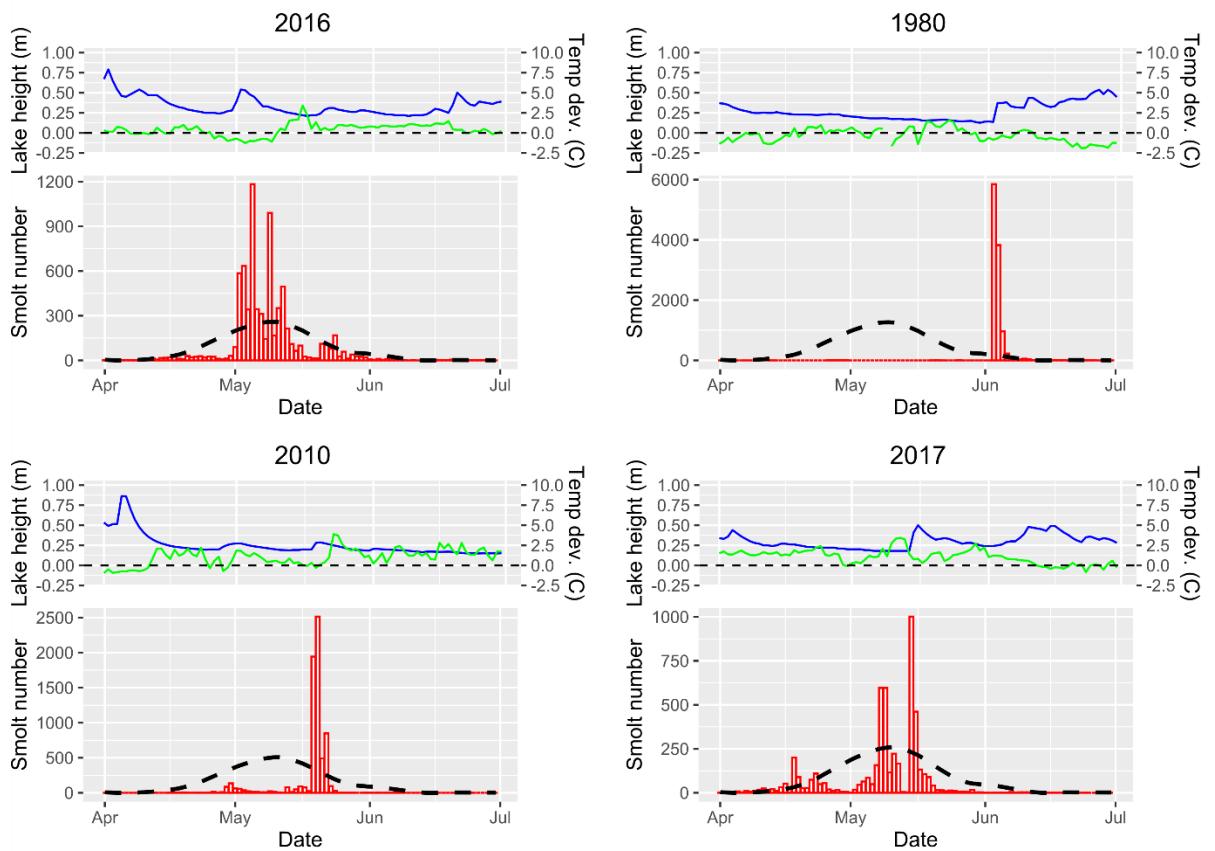 2016
Lake height (m)
1.00
0.75
0.50
0.25
0.00
-0.25
10.0
7.5
5.0
2.5
0.0
-2.5
Temp dev. (C)
Smolt number
1200
900
600
300
0
Apr
May
Jun
Jul
Date
1980
Lake height (m)
1.00
0.75
0.50
0.25
0.00
-0.25
10.0
7.5
5.0
2.5
0.0
-2.5
Temp dev. (C)
Smolt number
6000
4000
2000
0
Apr
May
Jun
Jul
Date
2010
Lake height (m)
1.00
0.75
0.50
0.25
0.00
-0.25
10.0
7.5
5.0
2.5
0.0
-2.5
Temp dev. (C)
Smolt number
2500
2000
1500
1000
500
0
Apr
May
Jun
Jul
Date
2017
Lake height (m)
1.00
0.75
0.50
0.25
0.00
-0.25
10.0
7.5
5.0
2.5
0.0
-2.5
Temp dev. (C)
Smolt number
1000
750
500
250
0
Apr
May
Jun
Jul
Date